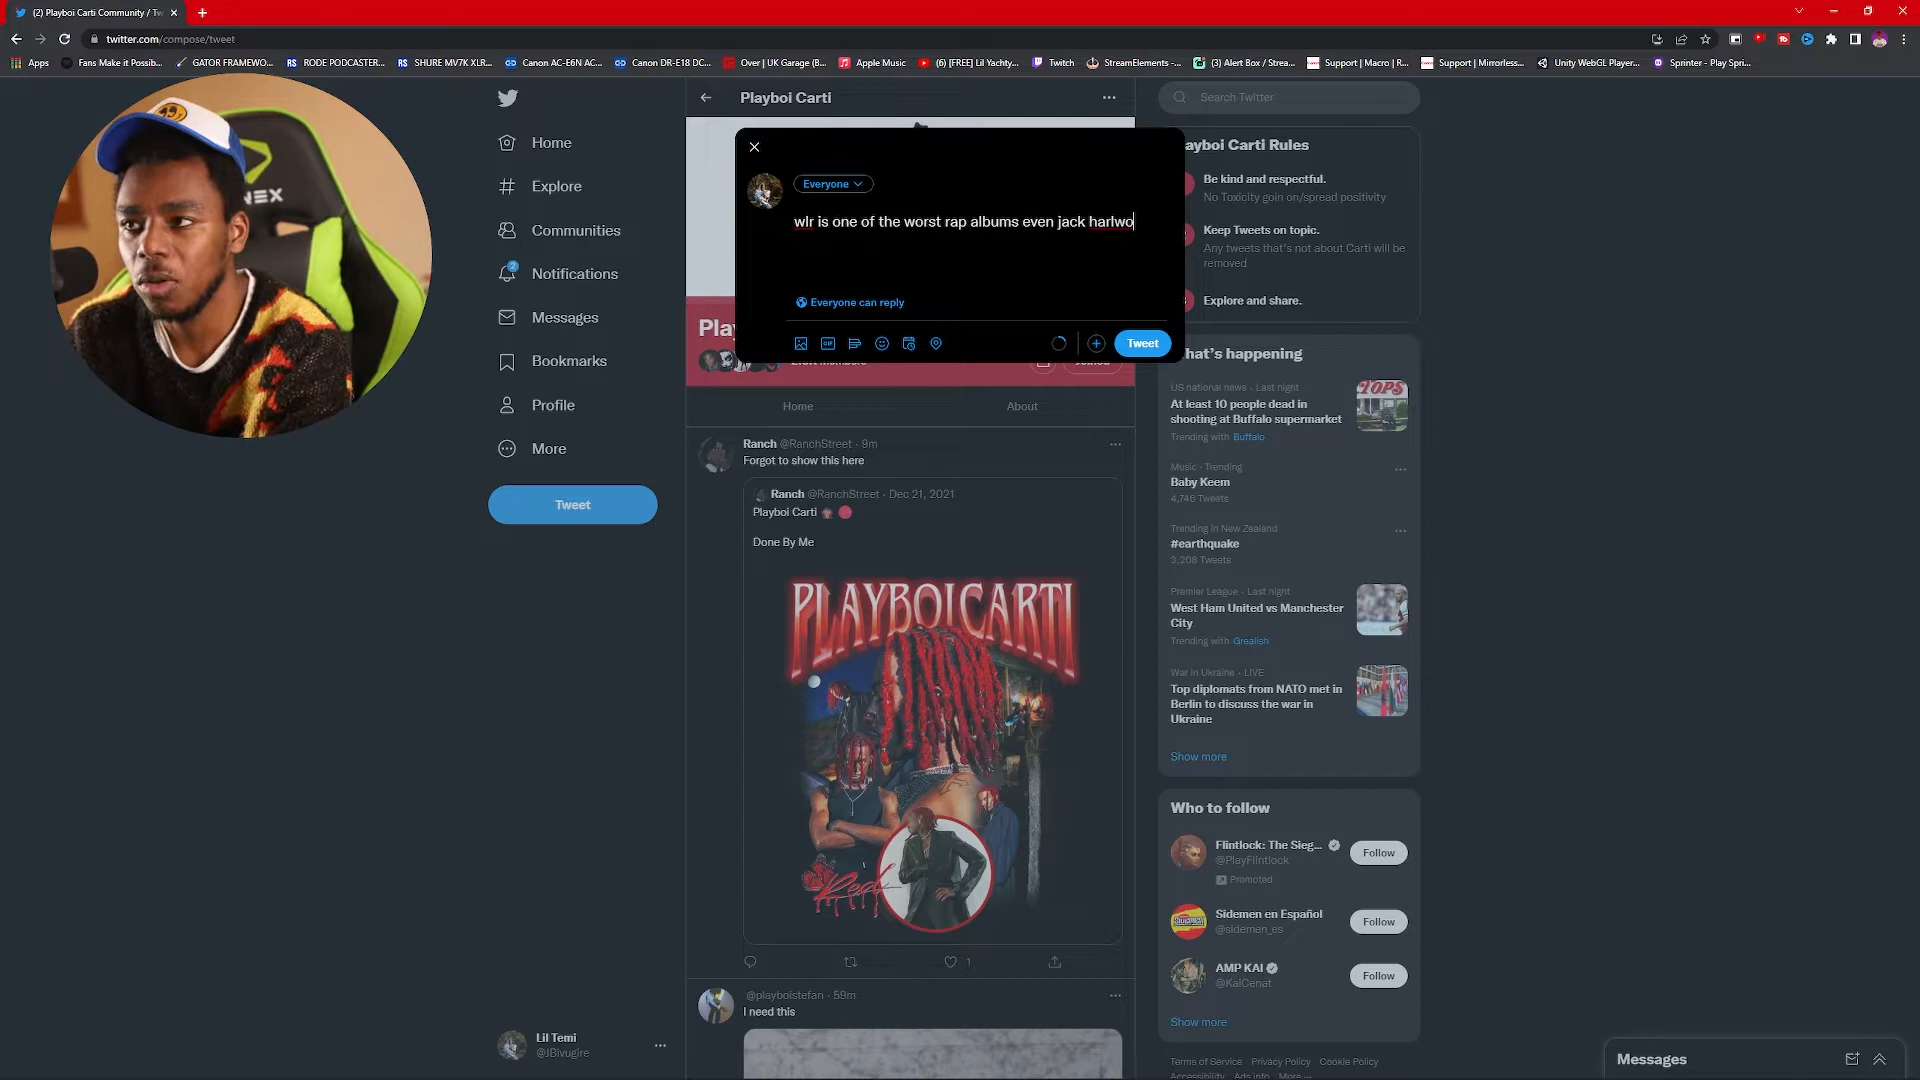 (2) Playboi Carti Community / Tw
twitter.com/compose/tweet
Apps
Fans Make it Possib...
GATOR FRAMEWO...
RODE PODCASTER...
SHURE MV7K XLR...
Canon AC-E6N AC...
Canon DR-E18 DC...
Over | UK Garage (B...
Apple Music
(6) [FREE] Lil Yachty...
Twitch
StreamElements -...
(3) Alert Box / Strea...
Support | Macro | R...
Support | Mirrorless...
Unity WebGL Player...
Sprinter - Play Spri...
NEX
Home
Explore
Communities
2
Notifications
Messages
Bookmarks
Profile
More
Tweet
Lil Temi
@JBivugire
Playboi Carti
Everyone
wlr is one of the worst rap albums even jack harlwo
Everyone can reply
GIF
Tweet
Pla
Home
About
Ranch @RanchStreet · 9m
Forgot to show this here
Ranch @RanchStreet · Dec 21, 2021
Playboi Carti
Done By Me
PLAYBOICARTI
Red
1
@playboistefan · 59m
I need this
Search Twitter
ayboi Carti Rules
Be kind and respectful.
No Toxicity goin on/spread positivity
Keep Tweets on topic.
Any tweets that's not about Carti will be
removed
Explore and share.
hat's happening
US national news · Last night
At least 10 people dead in
shooting at Buffalo supermarket
Trending with Buffalo
TOPS
Music · Trending
Baby Keem
4,746 Tweets
Trending in New Zealand
#earthquake
3,208 Tweets
Premier League · Last night
West Ham United vs Manchester
City
Trending with Grealish
War in Ukraine · LIVE
Top diplomats from NATO met in
Berlin to discuss the war in
Ukraine
Show more
Who to follow
Flintlock: The Sieg...
@PlayFlintlock
Promoted
Follow
Sidemen en Español
@sidemen_es
Follow
AMP KAI
@KaiCenat
Follow
Show more
Terms of Service Privacy Policy Cookie Policy
Accessibility Ads info More ...
Messages